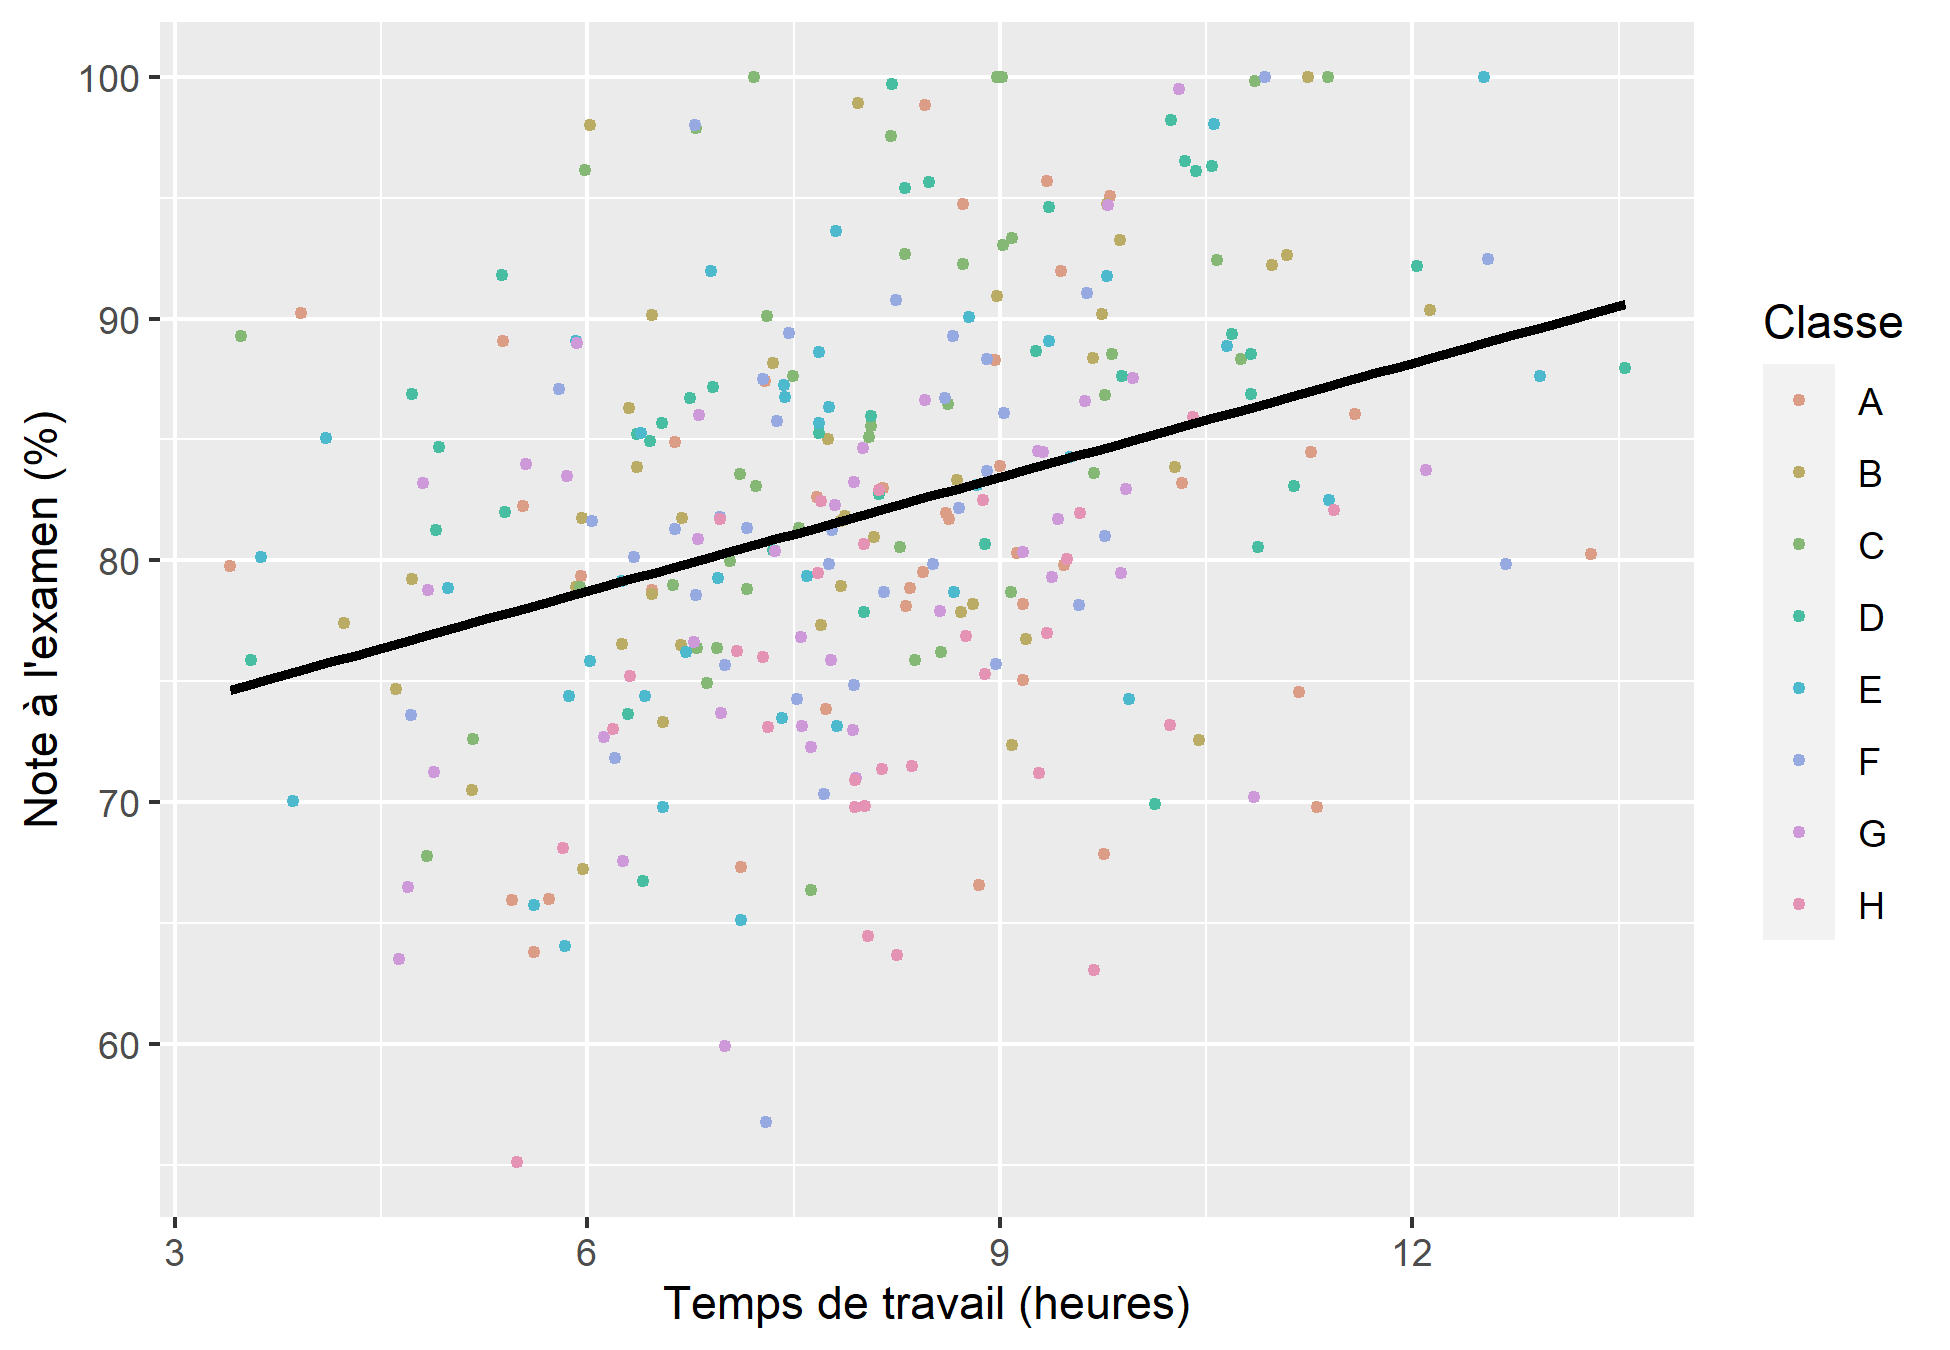 100
90
80
70
60
Note à l'examen (%)
3 6 9 12
Temps de travail (heures)
Classe
A
B
C
D
E
F
G
H